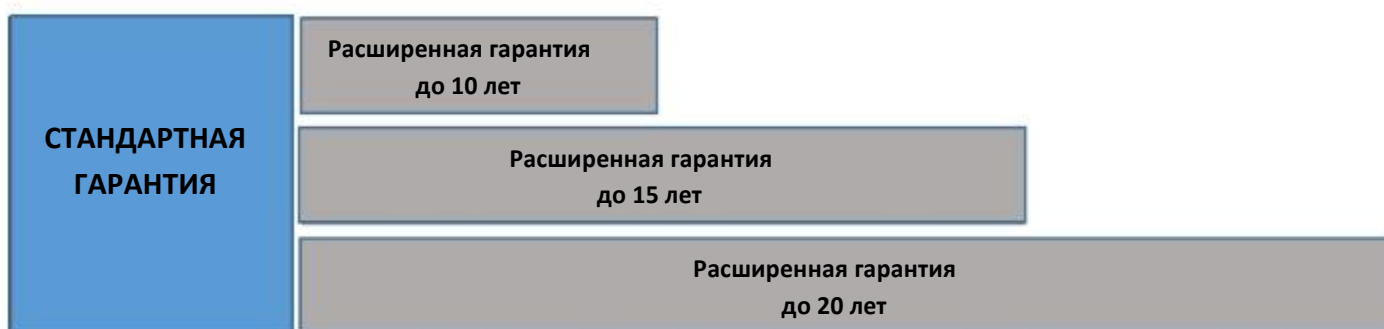 СТАНДАРТНАЯ
ГАРАНТИЯ
Расширенная гарантия
до 10 лет
Расширенная гарантия
до 15 лет
Расширенная гарантия
до 20 лет